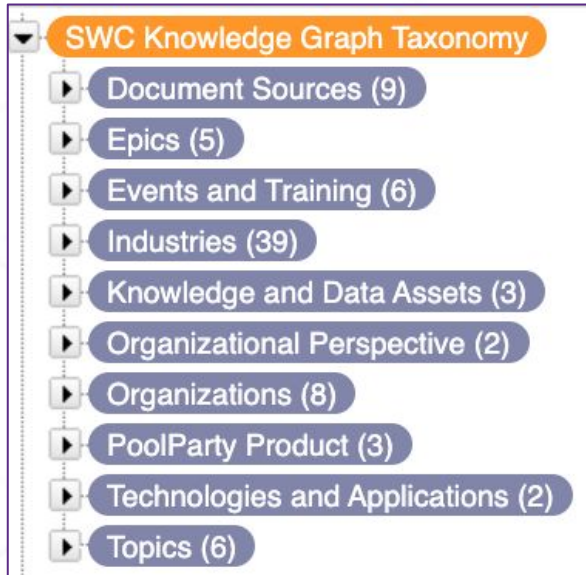 SWC Knowledge Graph Taxonomy
Document Sources (9)
Epics (5)
Events and Training (6)
Industries (39)
Knowledge and Data Assets (3)
Organizational Perspective (2)
Organizations (8)
PoolParty Product (3)
Technologies and Applications (2)
Topics (6)